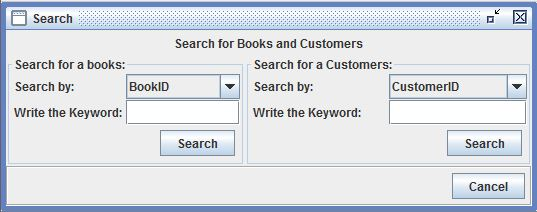 Search
Search for Books and Customers
Search for a books:
Search by: BookID
Write the Keyword:
Search
Search for a Customers:
Search by: CustomerID
Write the Keyword:
Search
Cancel